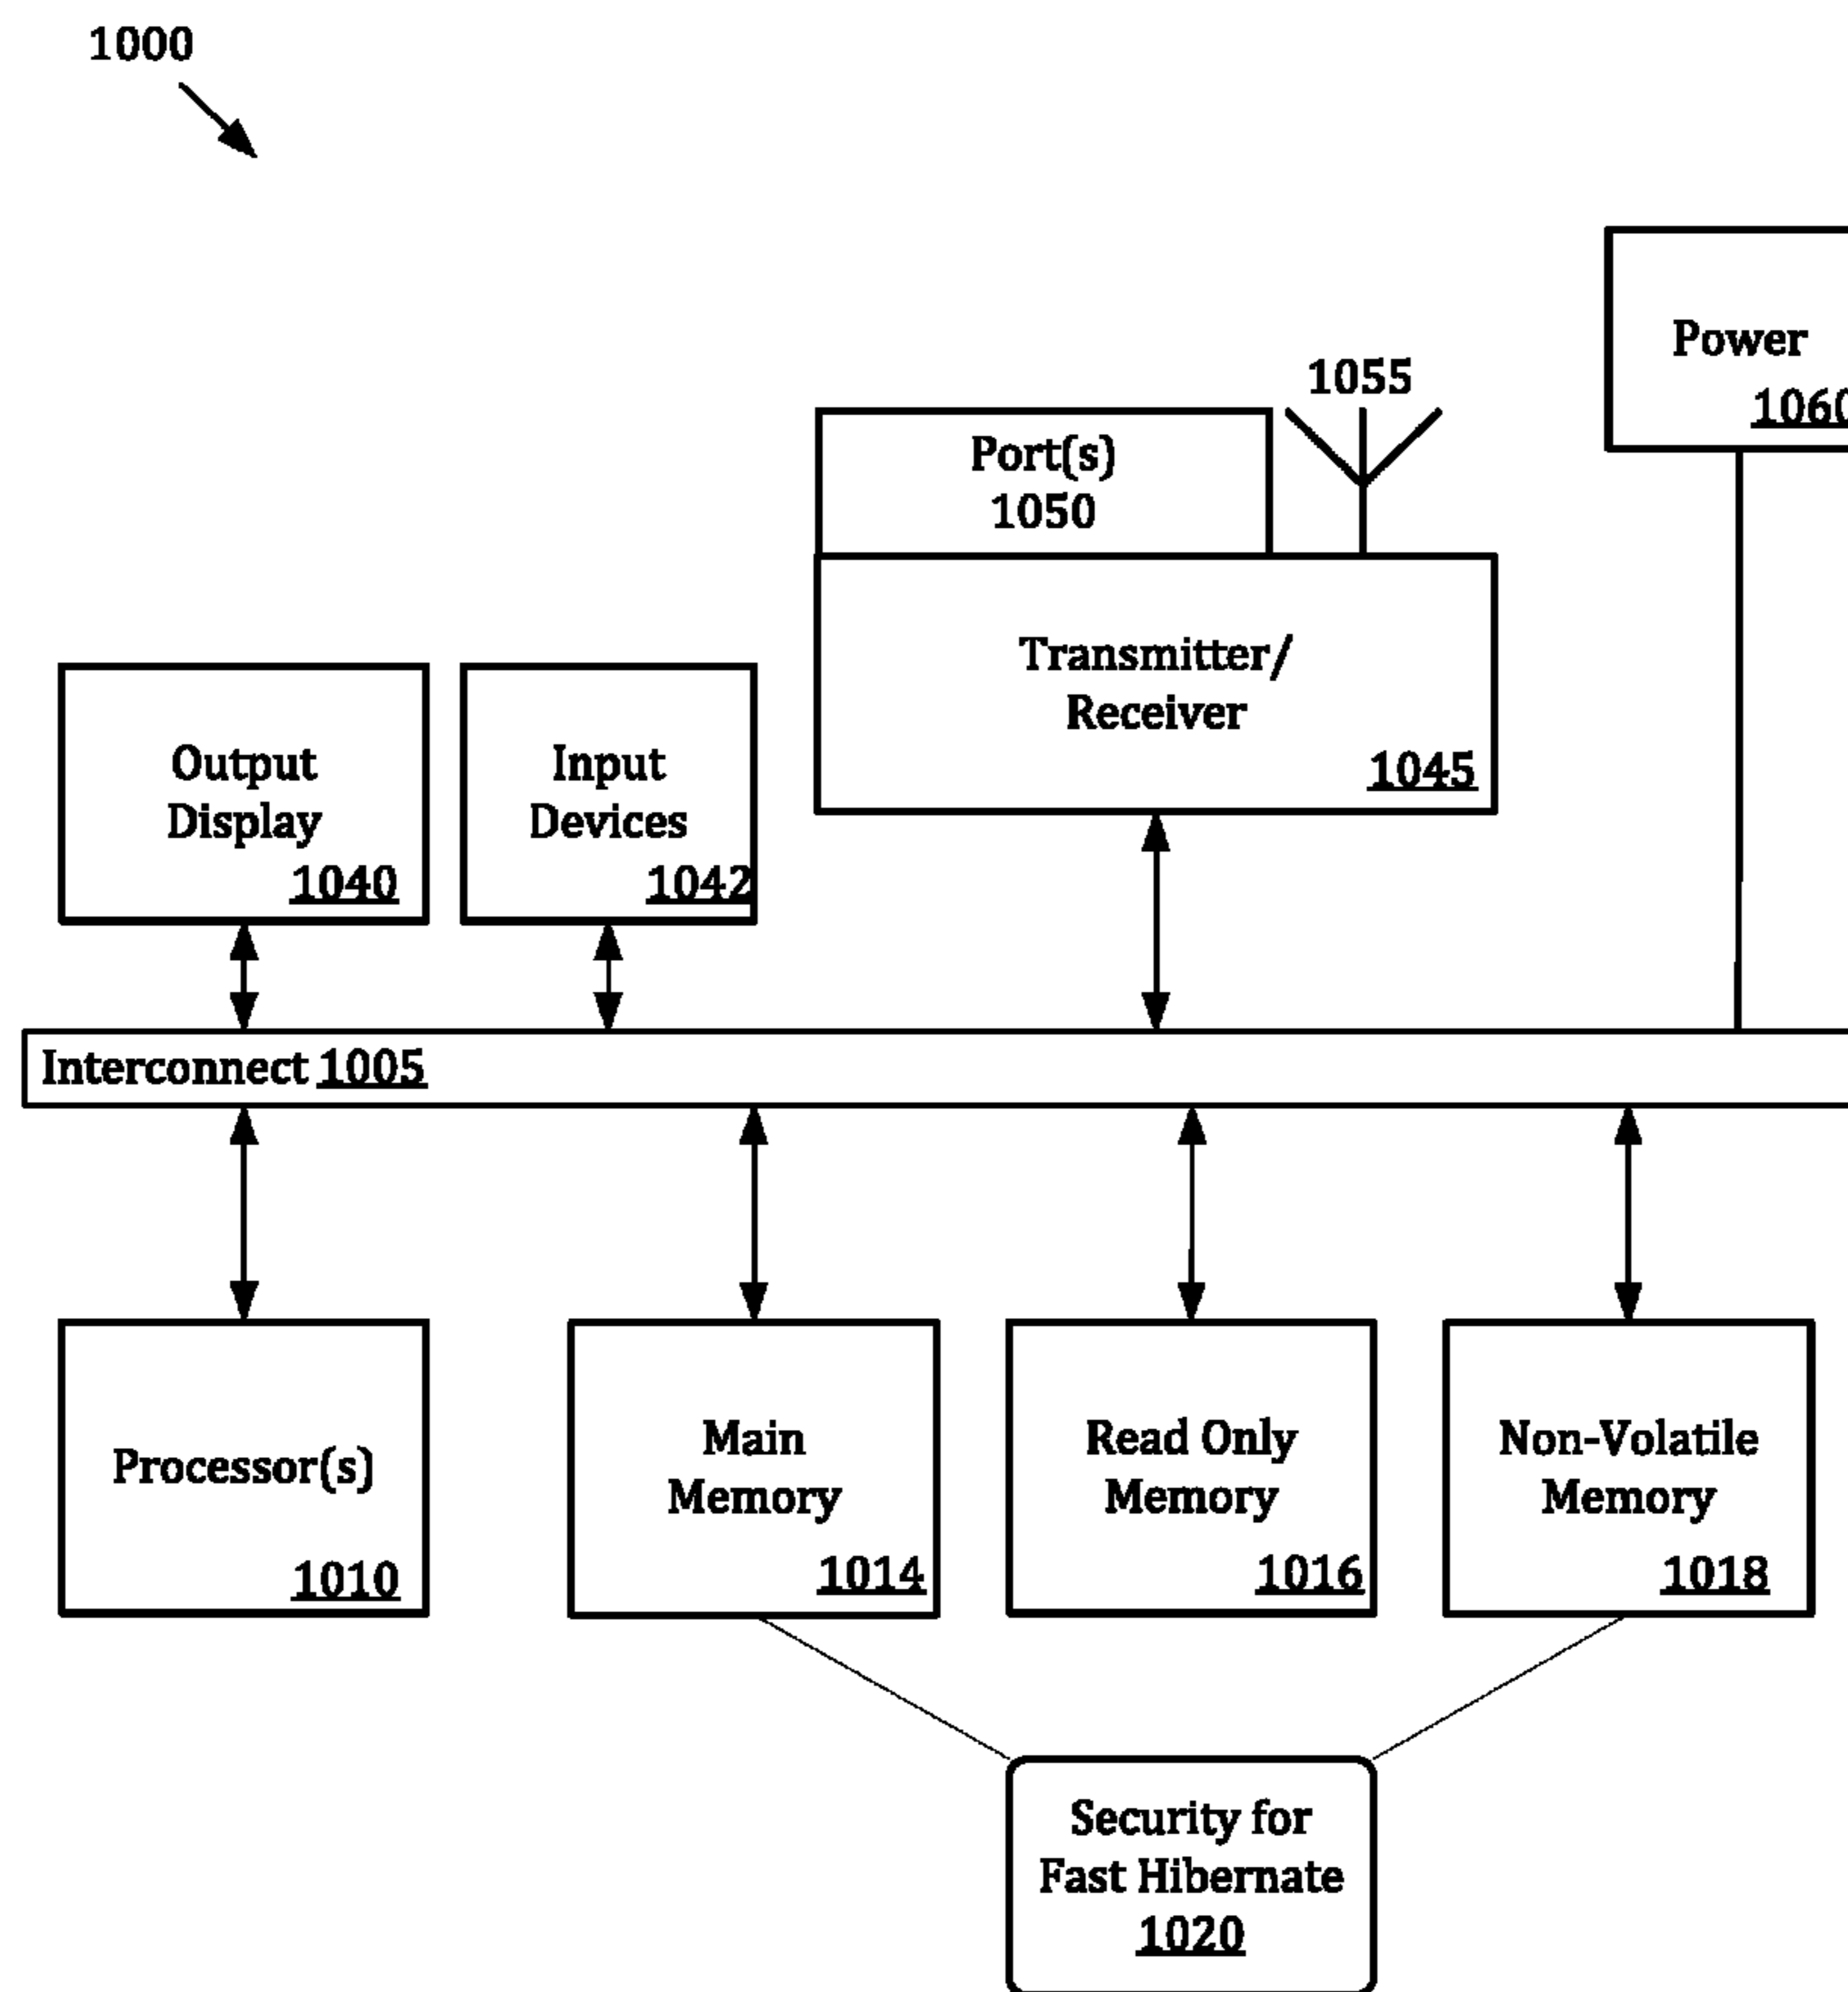 1000
Power
1060
1055
Port(s)
1050
Transmitter/
Receiver
1045
Output
Display
1040
Input
Devices
1042
Interconnect 1005
Processor(s)
1010
Main
Memory
1014
Read Only
Memory
1016
Non-Volatile
Memory
1018
Security for
Fast Hibernate
1020